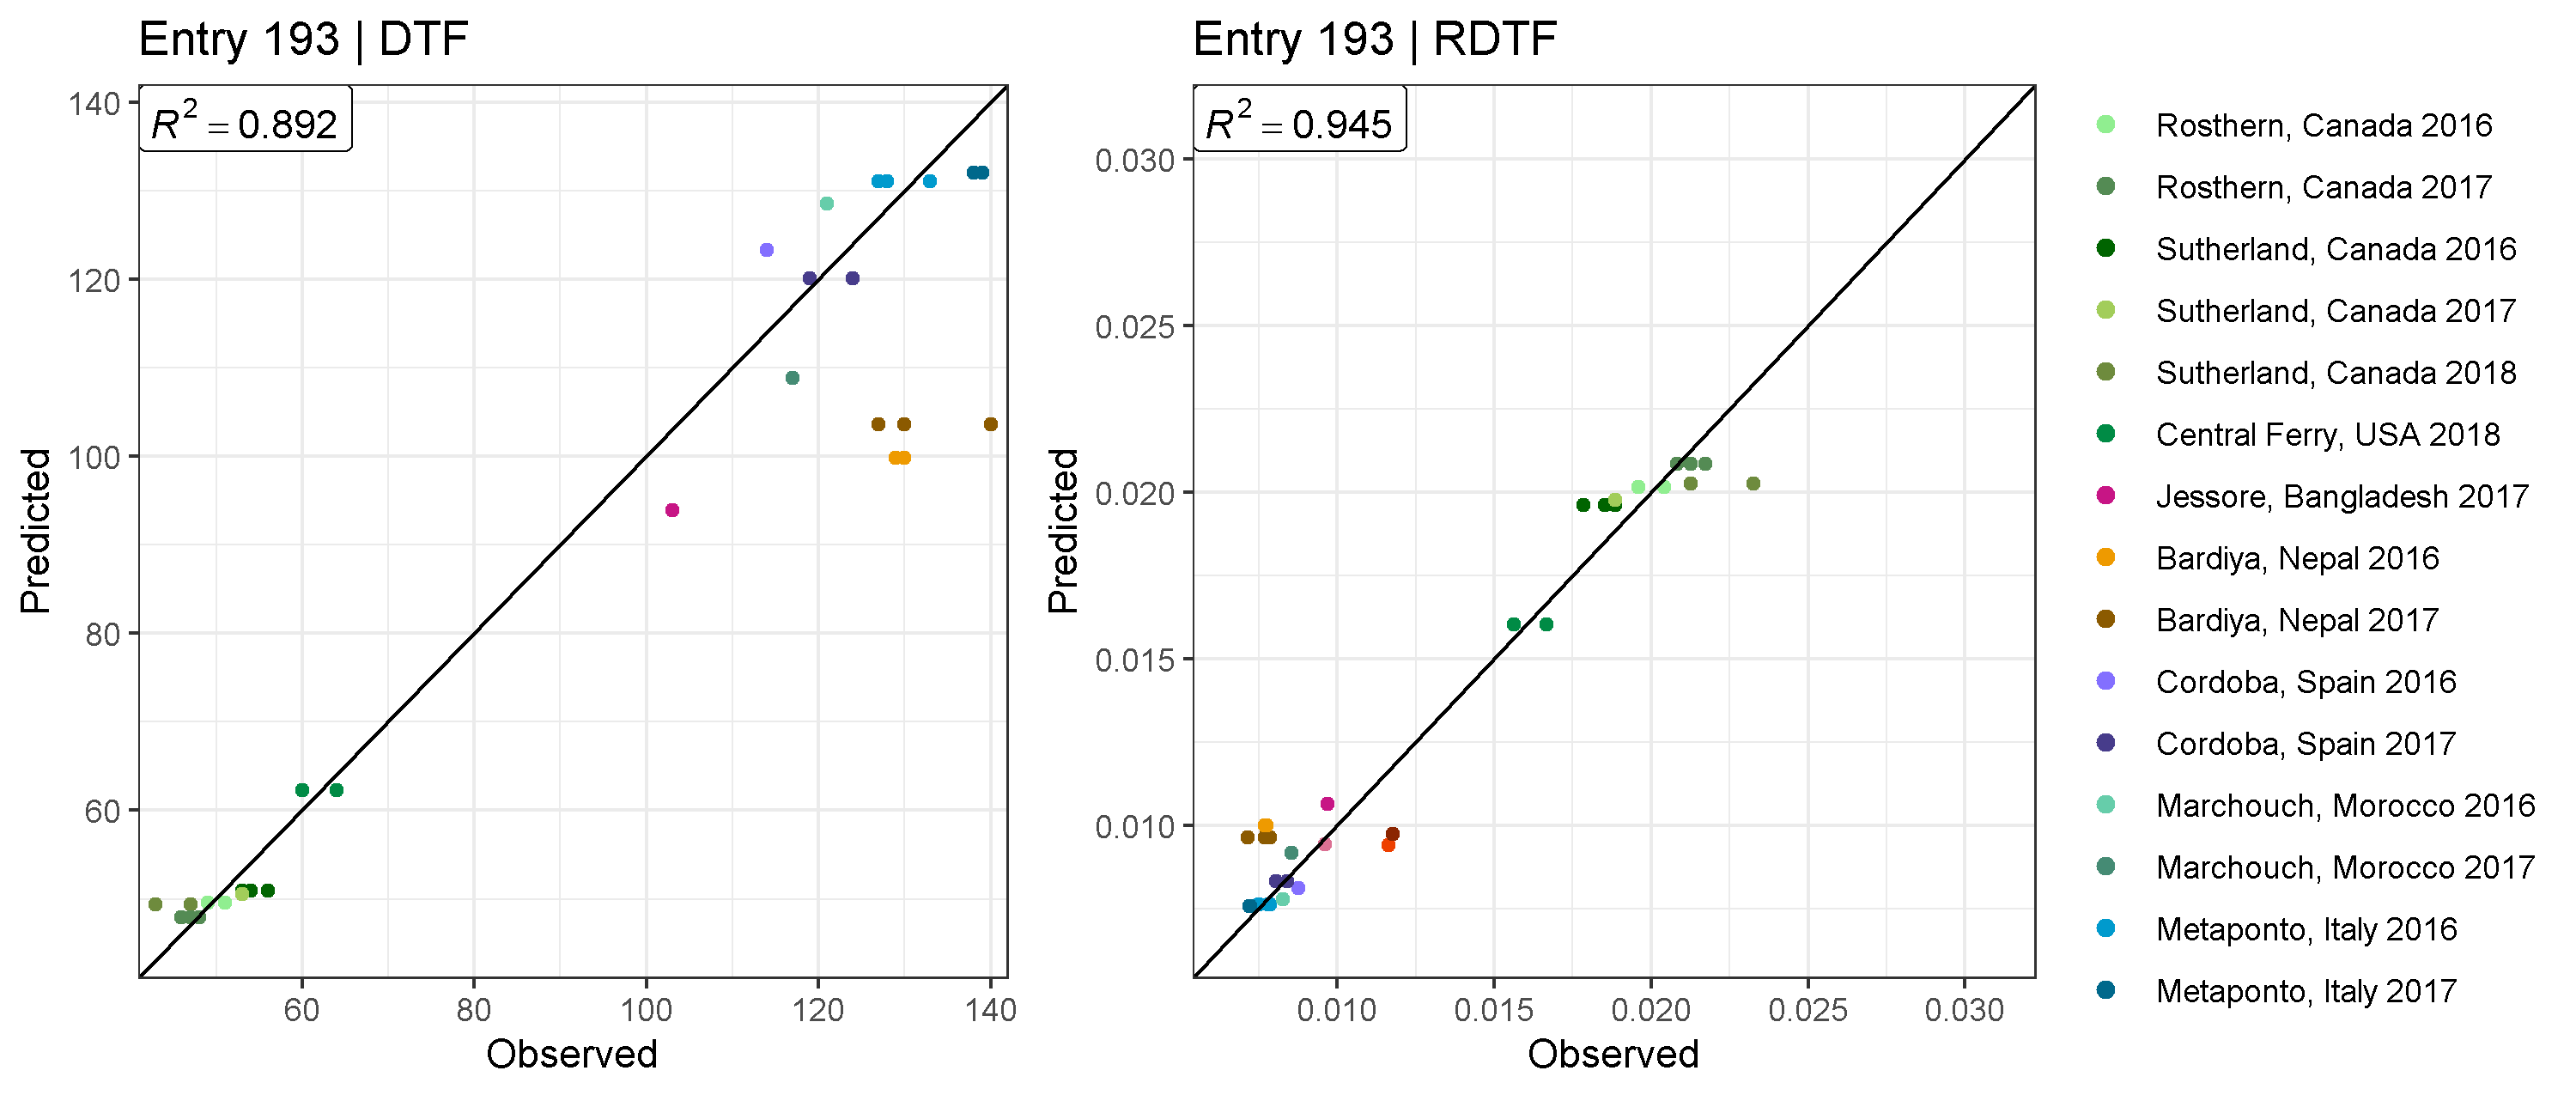 Entry 193 | DTF
R² = 0.892
140
120
100
80
60
60 80 100 120 140
Observed
Predicted
Entry 193 | RDTF
R² = 0.945
0.030
0.025
0.020
0.015
0.010
0.010 0.015 0.020 0.025 0.030
Observed
Predicted
Rosthern, Canada 2016
Rosthern, Canada 2017
Sutherland, Canada 2016
Sutherland, Canada 2017
Sutherland, Canada 2018
Central Ferry, USA 2018
Jessore, Bangladesh 2017
Bardiya, Nepal 2016
Bardiya, Nepal 2017
Cordoba, Spain 2016
Cordoba, Spain 2017
Marchouch, Morocco 2016
Marchouch, Morocco 2017
Metaponto, Italy 2016
Metaponto, Italy 2017